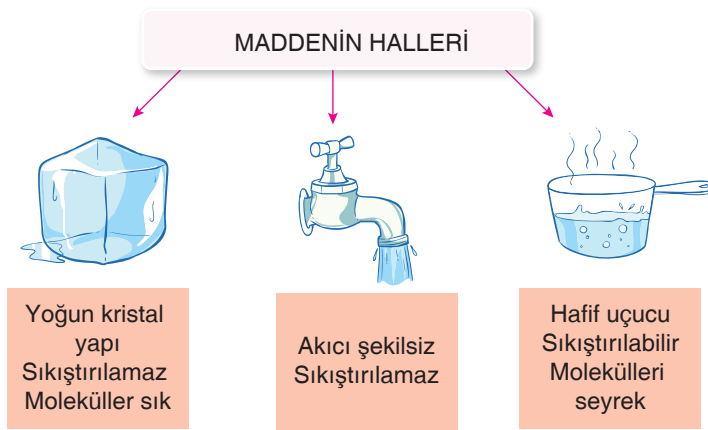 MADDENİN HALLERİ
Yoğun kristal
yapı
Sıkıştırılamaz
Moleküller sık
Akıcı şekilsiz
Sıkıştırılamaz
Hafif uçucu
Sıkıştırılabilir
Molekülleri
seyrek